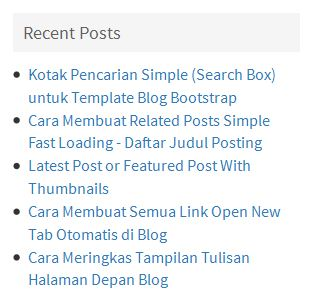 Recent Posts
Kotak Pencarian Simple (Search Box)
untuk Template Blog Bootstrap
Cara Membuat Related Posts Simple
Fast Loading - Daftar Judul Posting
Latest Post or Featured Post With
Thumbnails
Cara Membuat Semua Link Open New
Tab Otomatis di Blog
Cara Meringkas Tampilan Tulisan
Halaman Depan Blog